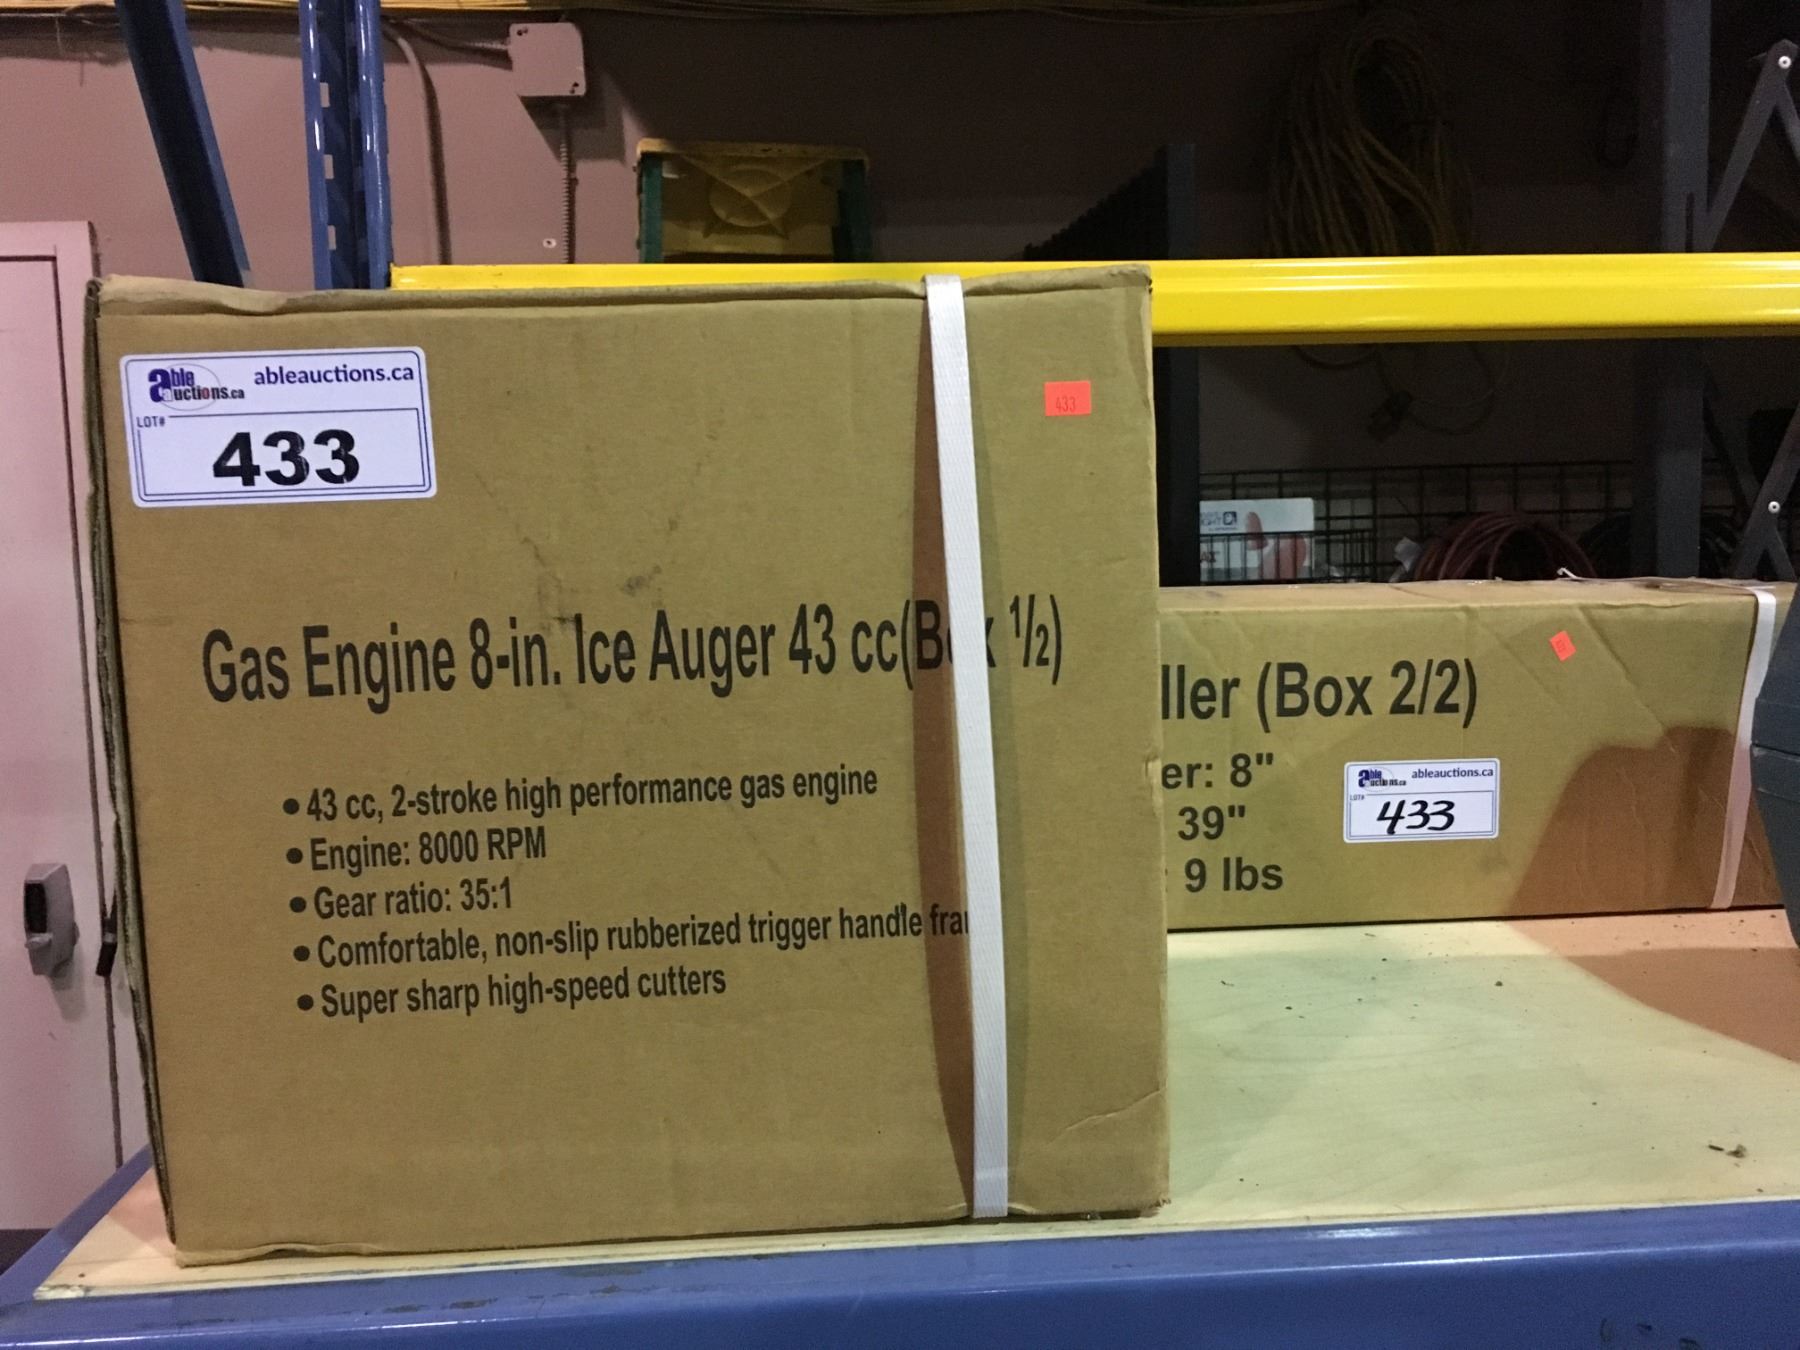 able auctions.ca
ableauctions.ca
LOT#
433
433
Gas Engine 8-in. Ice Auger 43 cc(Box 1/2)
• 43 cc, 2-stroke high performance gas engine
• Engine: 8000 RPM
• Gear ratio: 35:1
• Comfortable, non-slip rubberized trigger handle fra
• Super sharp high-speed cutters
ller (Box 2/2)
er: 8"
39"
: 9 lbs
able auctions.ca
ableauctions.ca
LOT#
433